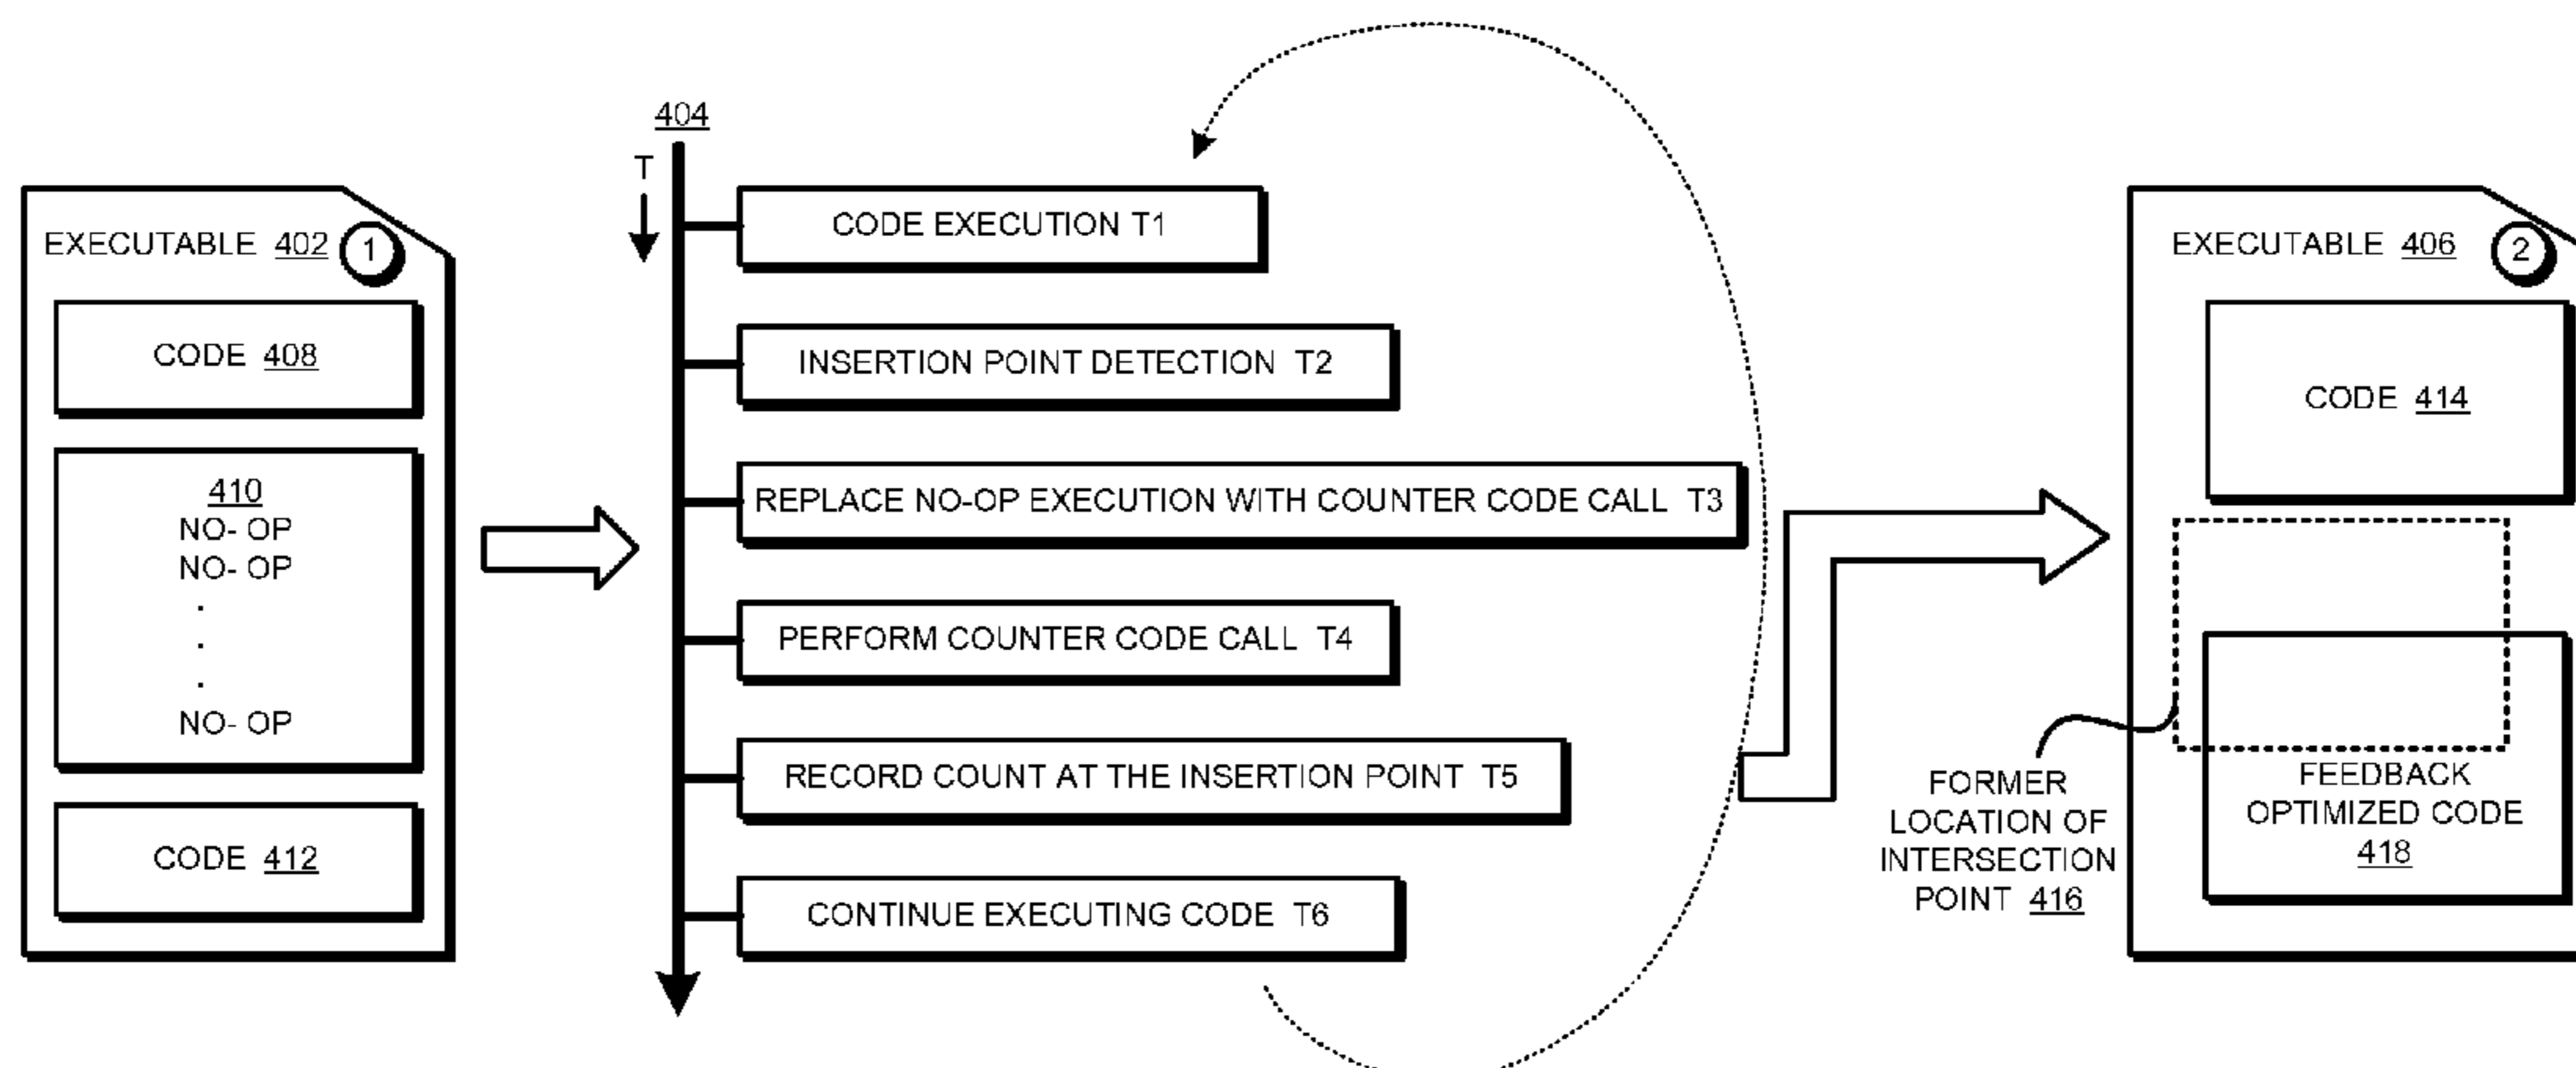 EXECUTABLE 402
1
CODE 408
410
NO- OP
NO- OP
.
.
.
NO- OP
CODE 412
404
T
CODE EXECUTION T1
INSERTION POINT DETECTION T2
REPLACE NO-OP EXECUTION WITH COUNTER CODE CALL T3
PERFORM COUNTER CODE CALL T4
RECORD COUNT AT THE INSERTION POINT T5
CONTINUE EXECUTING CODE T6
EXECUTABLE 406
2
CODE 414
FORMER
LOCATION OF
INTERSECTION
POINT 416
FEEDBACK
OPTIMIZED CODE
418